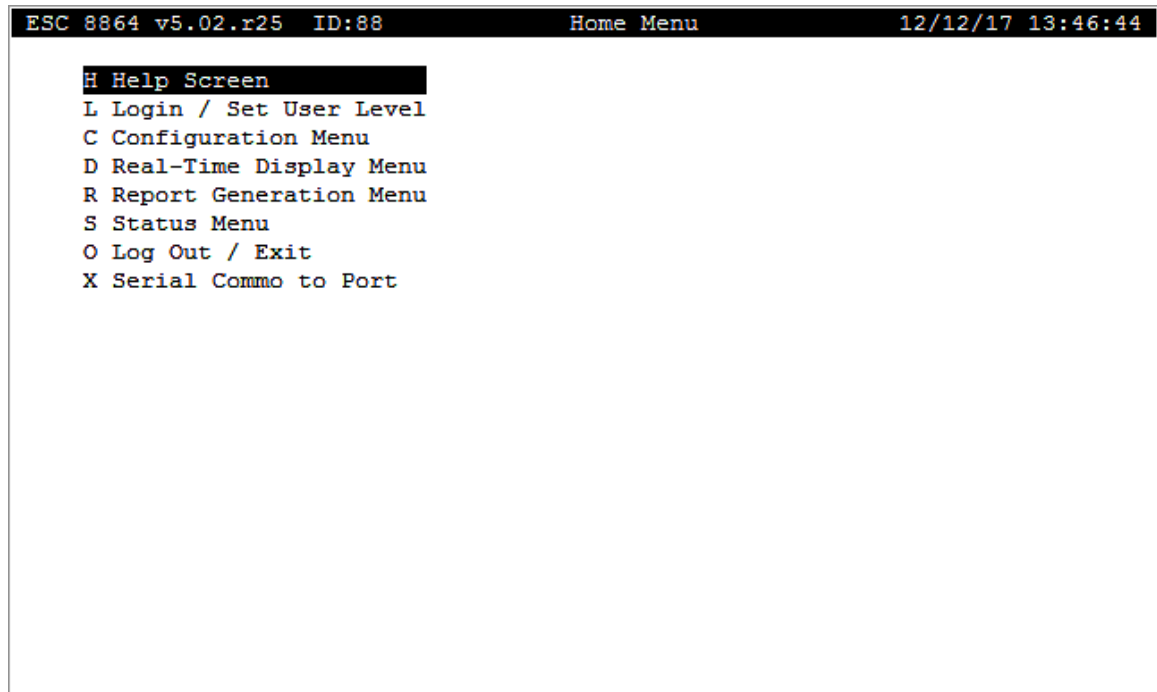 ESC 8864 v5.02.r25 ID:88 Home Menu 12/12/17 13:46:44
H Help Screen
L Login / Set User Level
C Configuration Menu
D Real-Time Display Menu
R Report Generation Menu
S Status Menu
O Log Out / Exit
X Serial Commo to Port